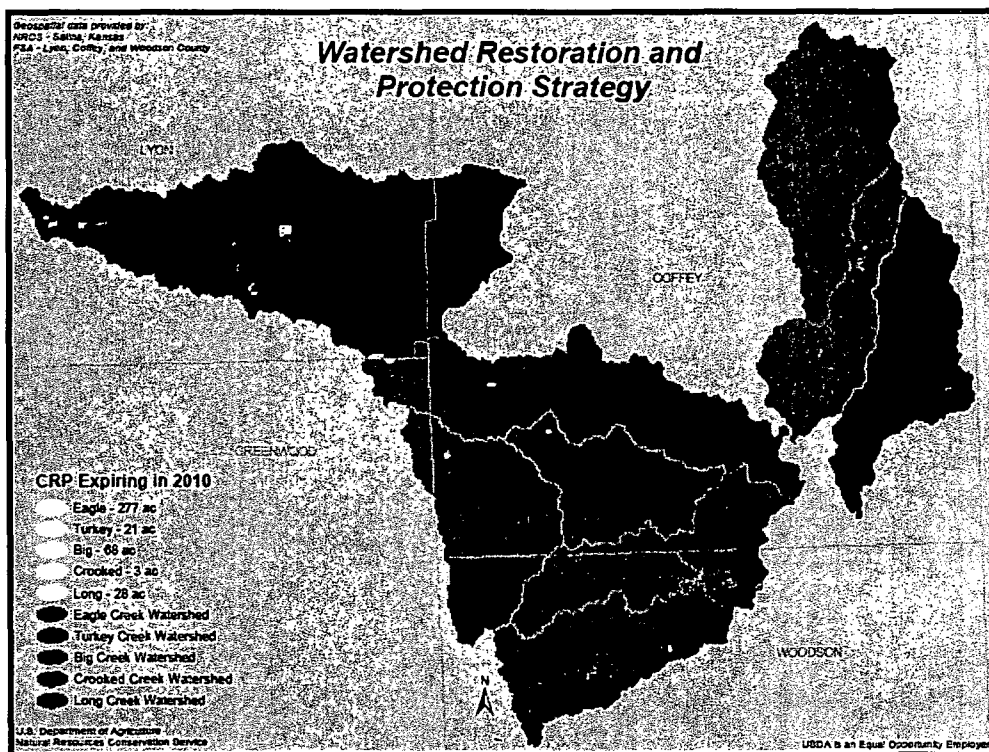 Geospatial data provided by:
NRCS - Salina, Kansas
FSA - Lyon, Coffey, and Woodson County
Watershed Restoration and
Protection Strategy
LYON
COFFEY
GREENWOOD
CRP Expiring in 2010
Eagle - 277 ac
Turkey - 21 ac
Big - 68 ac
Crooked - 3 ac
Long - 28 ac
Eagle Creek Watershed
Turkey Creek Watershed
Big Creek Watershed
Crooked Creek Watershed
Long Creek Watershed
WOODSON
N
U.S. Department of Agriculture
Natural Resources Conservation Service
USDA is an Equal Opportunity Employer